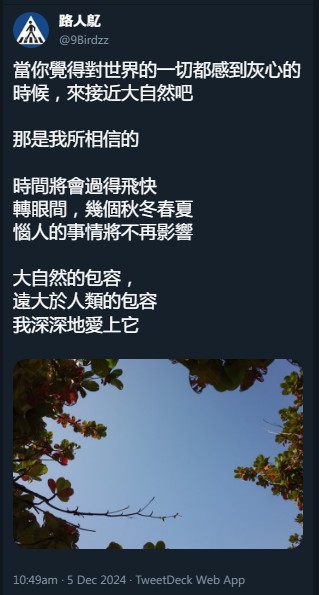 路人鳦
@9Birdzz
當你覺得對世界的一切都感到灰心的
時候，來接近大自然吧
那是我所相信的
時間將會過得飛快
轉眼間，幾個秋冬春夏
惱人的事情將不再影響
大自然的包容，
遠大於人類的包容
我深深地愛上它
10:49am · 5 Dec 2024 · TweetDeck Web App